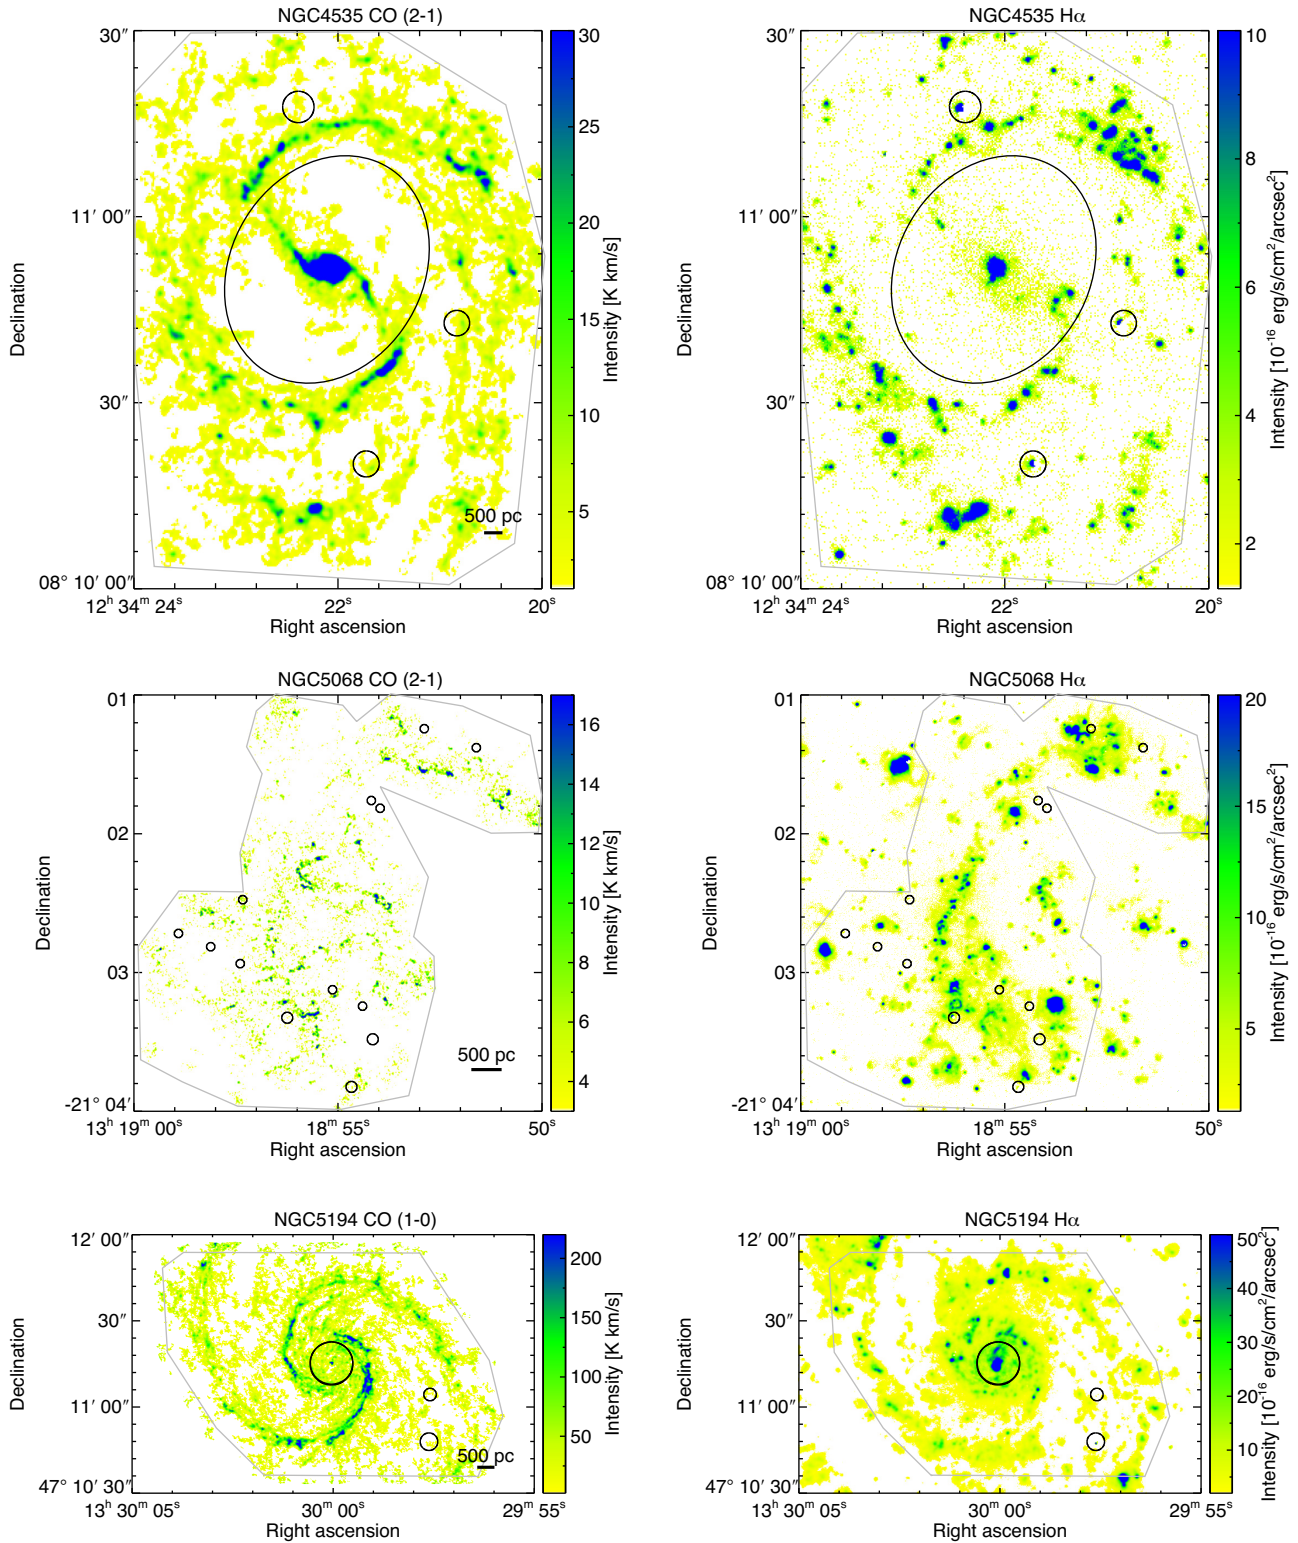 NGC4535 CO (2-1)
30″
11′ 00″
30″
08° 10′ 00″
12ʰ 34ᵐ 24ˢ
22ˢ
20ˢ
Right ascension
Declination
500 pc
30
25
20
15
10
5
Intensity [K km/s]
NGC4535 Hα
30″
11′ 00″
30″
08° 10′ 00″
12ʰ 34ᵐ 24ˢ
22ˢ
20ˢ
Right ascension
Declination
10
8
6
4
2
Intensity [10⁻¹⁶ erg/s/cm²/arcsec²]
NGC5068 CO (2-1)
01
02
03
-21° 04′
13ʰ 19ᵐ 00ˢ
18ᵐ 55ˢ
50ˢ
Right ascension
Declination
500 pc
16
14
12
10
8
6
4
Intensity [K km/s]
NGC5068 Hα
01
02
03
-21° 04′
13ʰ 19ᵐ 00ˢ
18ᵐ 55ˢ
50ˢ
Right ascension
Declination
20
15
10
5
Intensity [10⁻¹⁶ erg/s/cm²/arcsec²]
NGC5194 CO (1-0)
12′ 00″
30″
11′ 00″
47° 10′ 30″
13ʰ 30ᵐ 05ˢ
30ᵐ 00ˢ
29ᵐ 55ˢ
Right ascension
Declination
500 pc
200
150
100
50
Intensity [K km/s]
NGC5194 Hα
12′ 00″
30″
11′ 00″
47° 10′ 30″
13ʰ 30ᵐ 05ˢ
30ᵐ 00ˢ
29ᵐ 55ˢ
Right ascension
Declination
50
40
30
20
10
Intensity [10⁻¹⁶ erg/s/cm²/arcsec²]